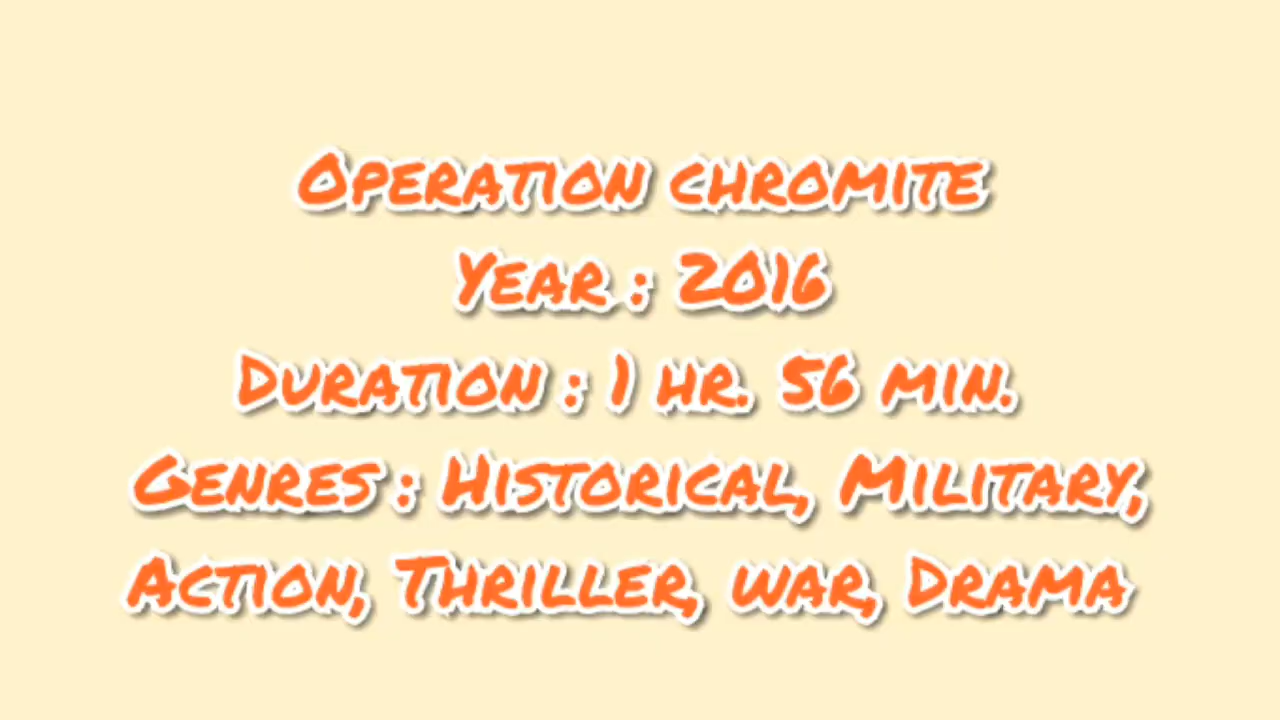 Operation chromite
Year : 2016
Duration : 1 hr. 56 min.
Genres : Historical, Military,
Action, Thriller, war, Drama